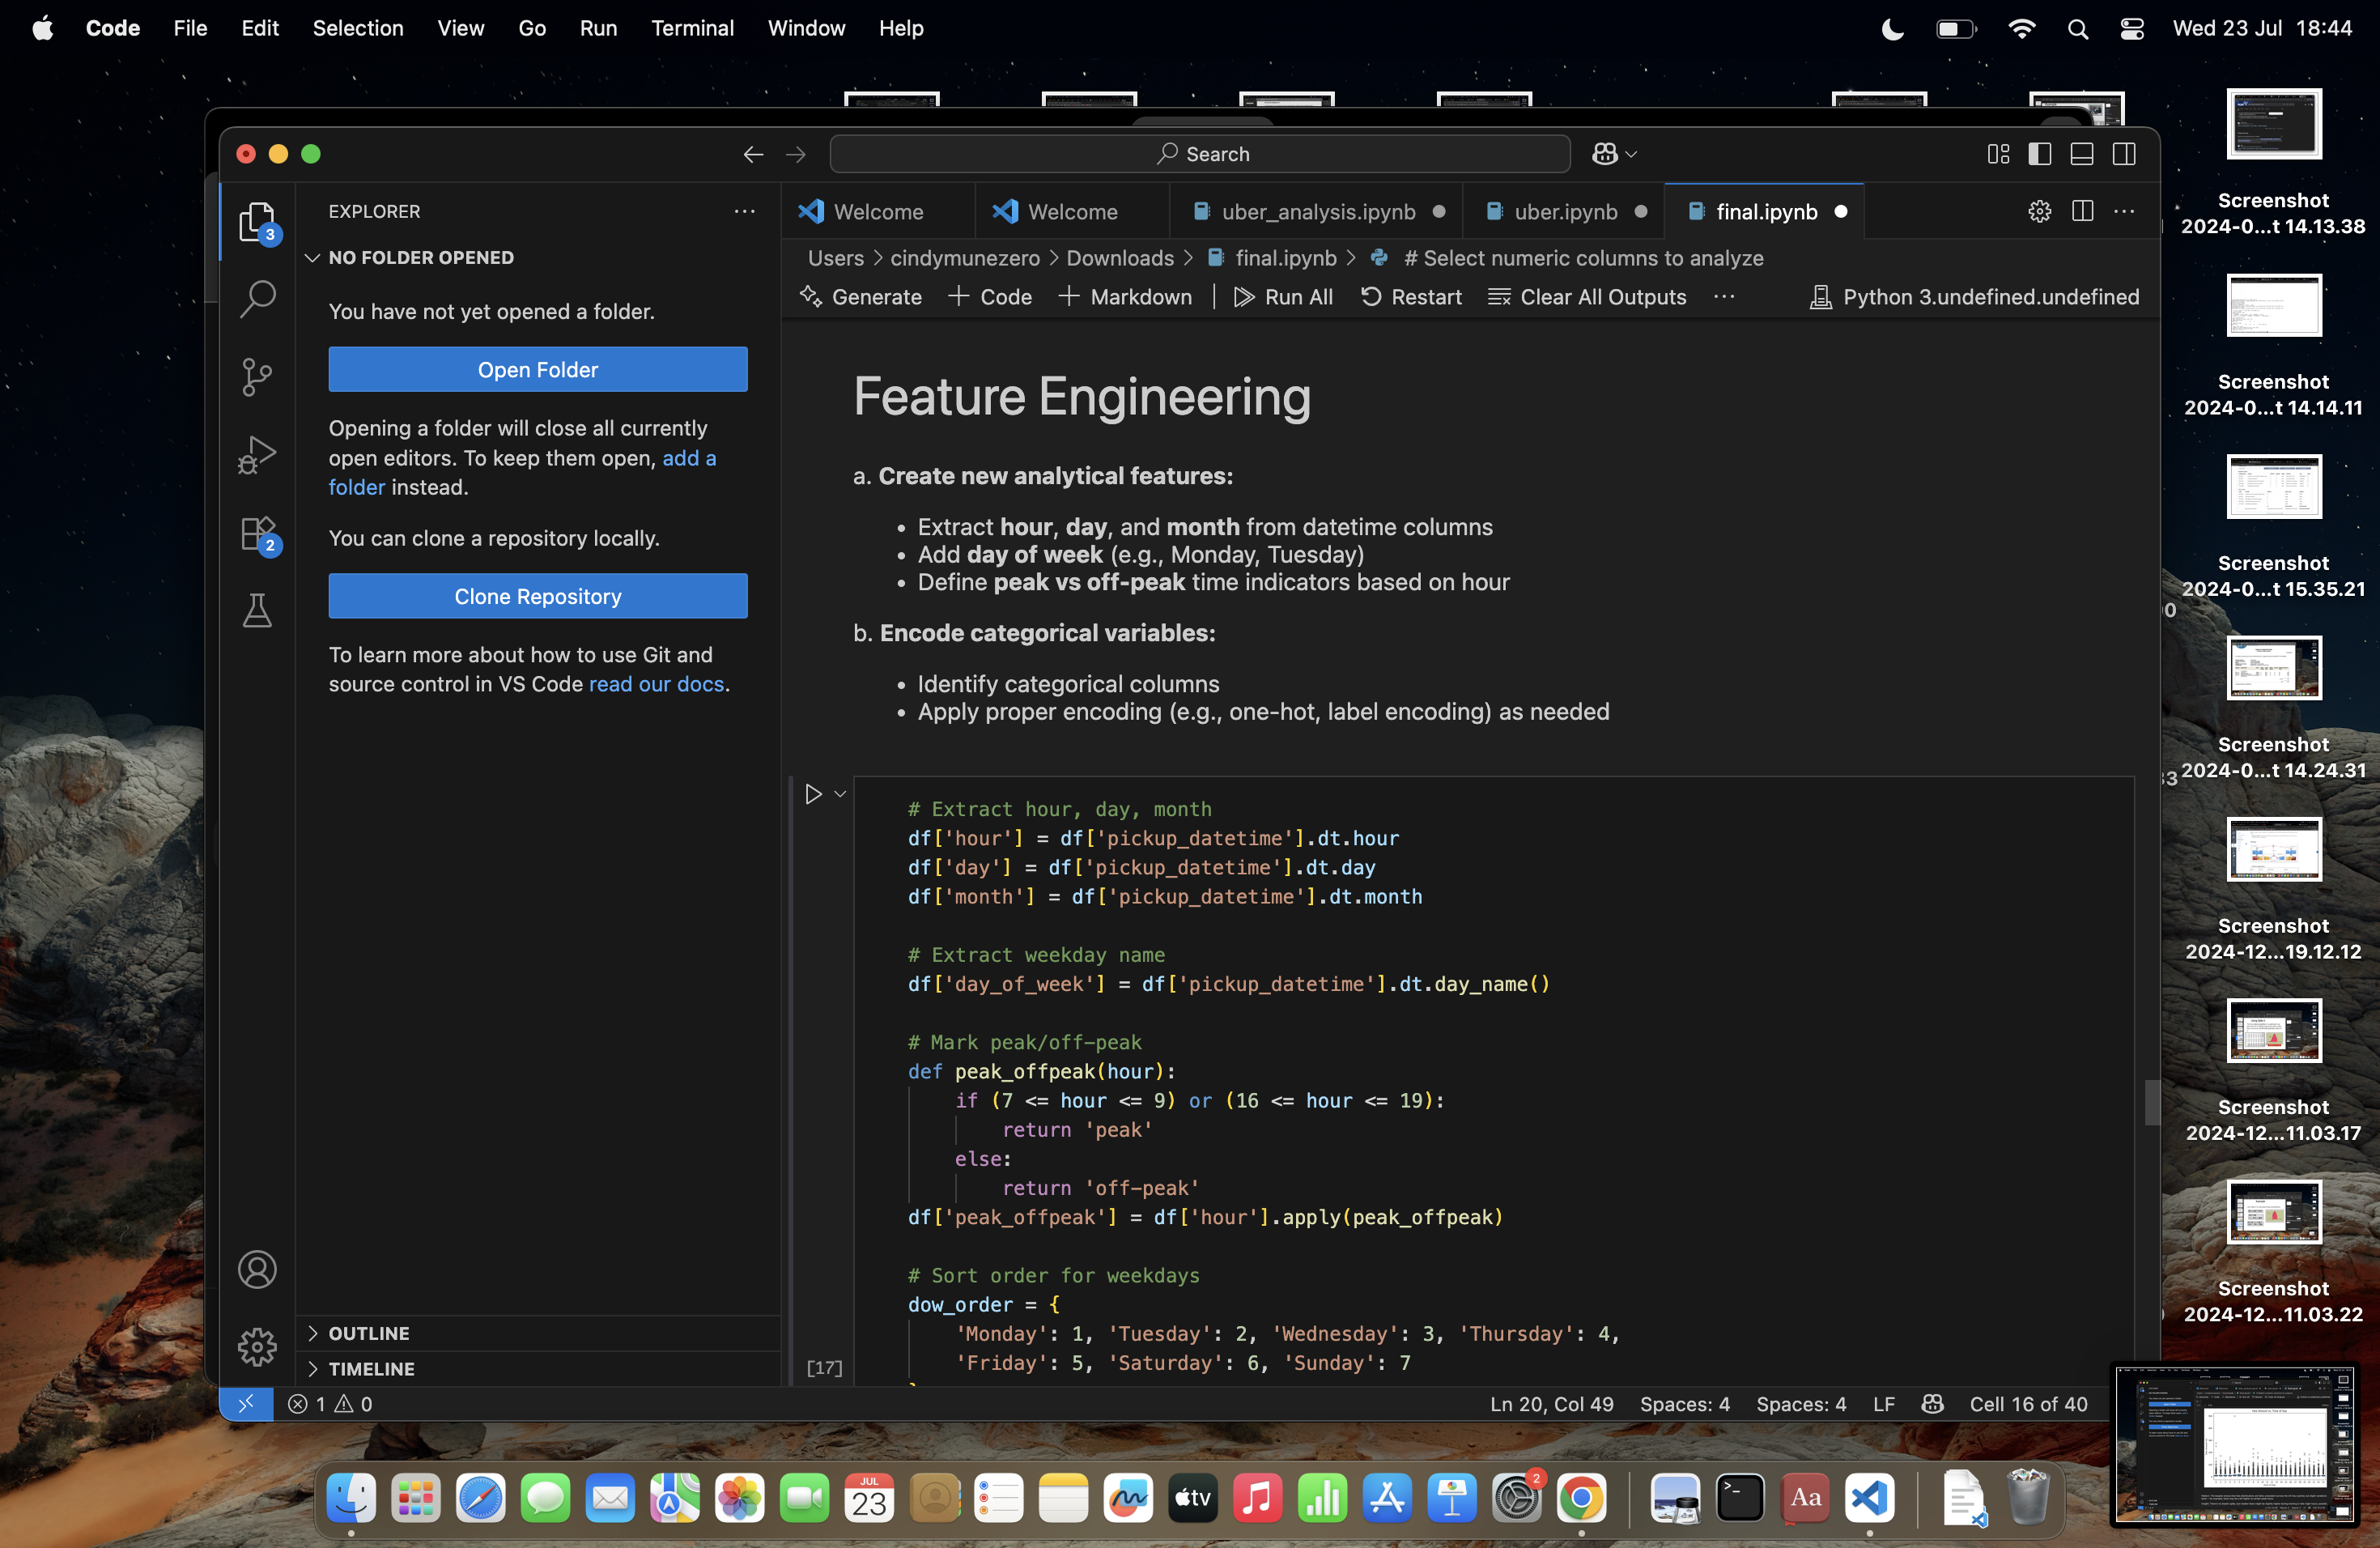 Code File Edit Selection View Go Run Terminal Window Help Wed 23 Jul 18:44
Search
EXPLORER
NO FOLDER OPENED
You have not yet opened a folder.
Open Folder
Opening a folder will close all currently
open editors. To keep them open, add a
folder instead.
You can clone a repository locally.
Clone Repository
To learn more about how to use Git and
source control in VS Code read our docs.
OUTLINE
TIMELINE
3
2
Welcome Welcome uber_analysis.ipynb uber.ipynb final.ipynb
Users > cindymunezero > Downloads > final.ipynb > # Select numeric columns to analyze
Generate + Code + Markdown | Run All Restart Clear All Outputs ... Python 3.undefined.undefined
Feature Engineering
a. Create new analytical features:
• Extract hour, day, and month from datetime columns
• Add day of week (e.g., Monday, Tuesday)
• Define peak vs off-peak time indicators based on hour
b. Encode categorical variables:
• Identify categorical columns
• Apply proper encoding (e.g., one-hot, label encoding) as needed
# Extract hour, day, month
df['hour'] = df['pickup_datetime'].dt.hour
df['day'] = df['pickup_datetime'].dt.day
df['month'] = df['pickup_datetime'].dt.month
# Extract weekday name
df['day_of_week'] = df['pickup_datetime'].dt.day_name()
# Mark peak/off-peak
def peak_offpeak(hour):
    if (7 <= hour <= 9) or (16 <= hour <= 19):
        return 'peak'
    else:
        return 'off-peak'
df['peak_offpeak'] = df['hour'].apply(peak_offpeak)
# Sort order for weekdays
dow_order = {
    'Monday': 1, 'Tuesday': 2, 'Wednesday': 3, 'Thursday': 4,
    'Friday': 5, 'Saturday': 6, 'Sunday': 7
[17]
1 0 Ln 20, Col 49 Spaces: 4 Spaces: 4 LF Cell 16 of 40
Screenshot
2024-0...t 14.13.38
Screenshot
2024-0...t 14.14.11
Screenshot
2024-0...t 15.35.21
Screenshot
2024-0...t 14.24.31
Screenshot
2024-12...19.12.12
Screenshot
2024-12...11.03.17
Screenshot
2024-12...11.03.22
JUL
23
tv
2
Aa